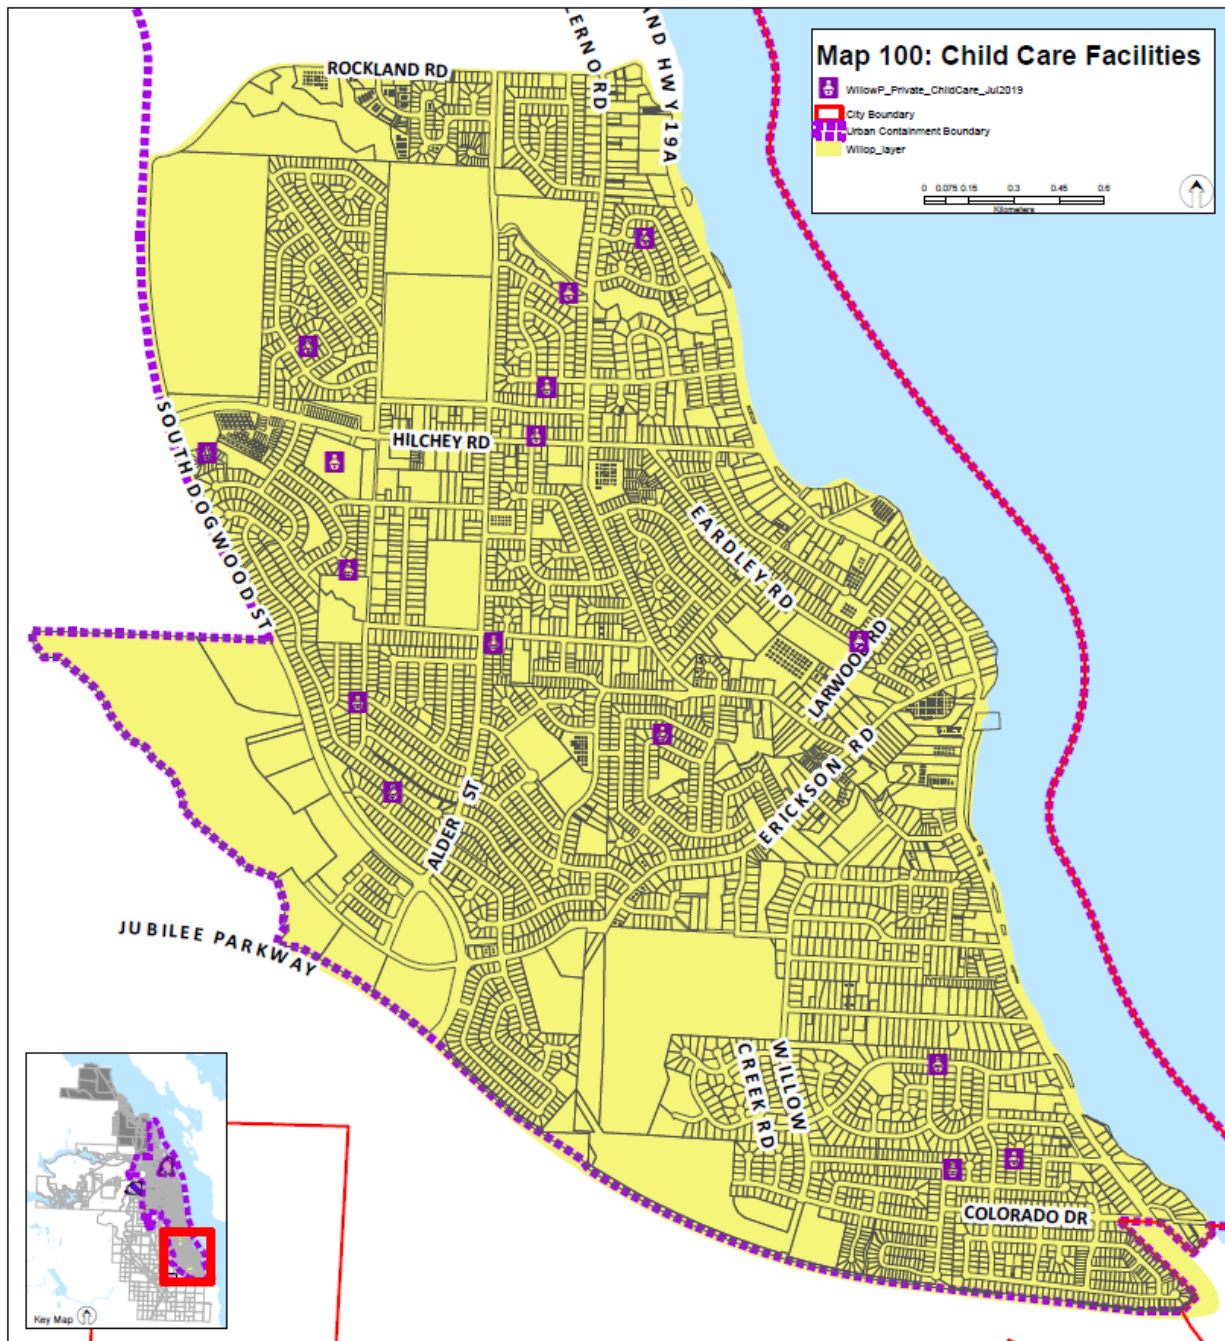 ERN
O
RD
AND HWY 19A
ROCKLAND RD
Map 100: Child Care Facilities
WillowP_Private_ChildCare_Jul2019
City Boundary
Urban Containment Boundary
Willop_layer
0 0.075 0.15 0.3 0.45 0.6
Kilometers
HILCHEY RD
SOUTH DOGWOOD ST
EARDLEY RD
LARWOOD RD
ERICKSON RD
ALDER ST
JUBILEE PARKWAY
WILLOW
CREEK RD
COLORADO DR
Key Map